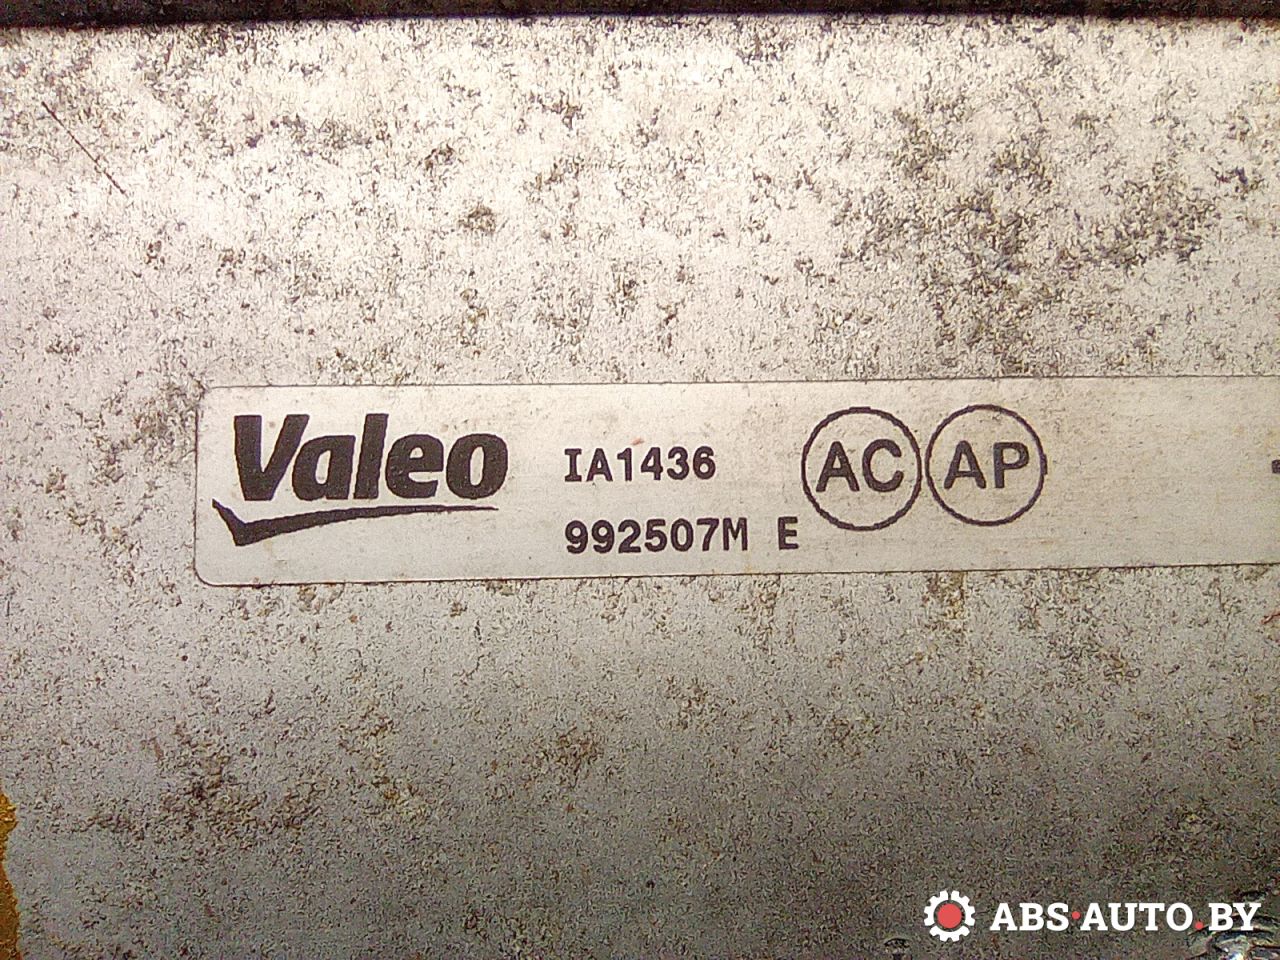 Valeo IA1436 AC AP
992507M E
ABS·AUTO.BY